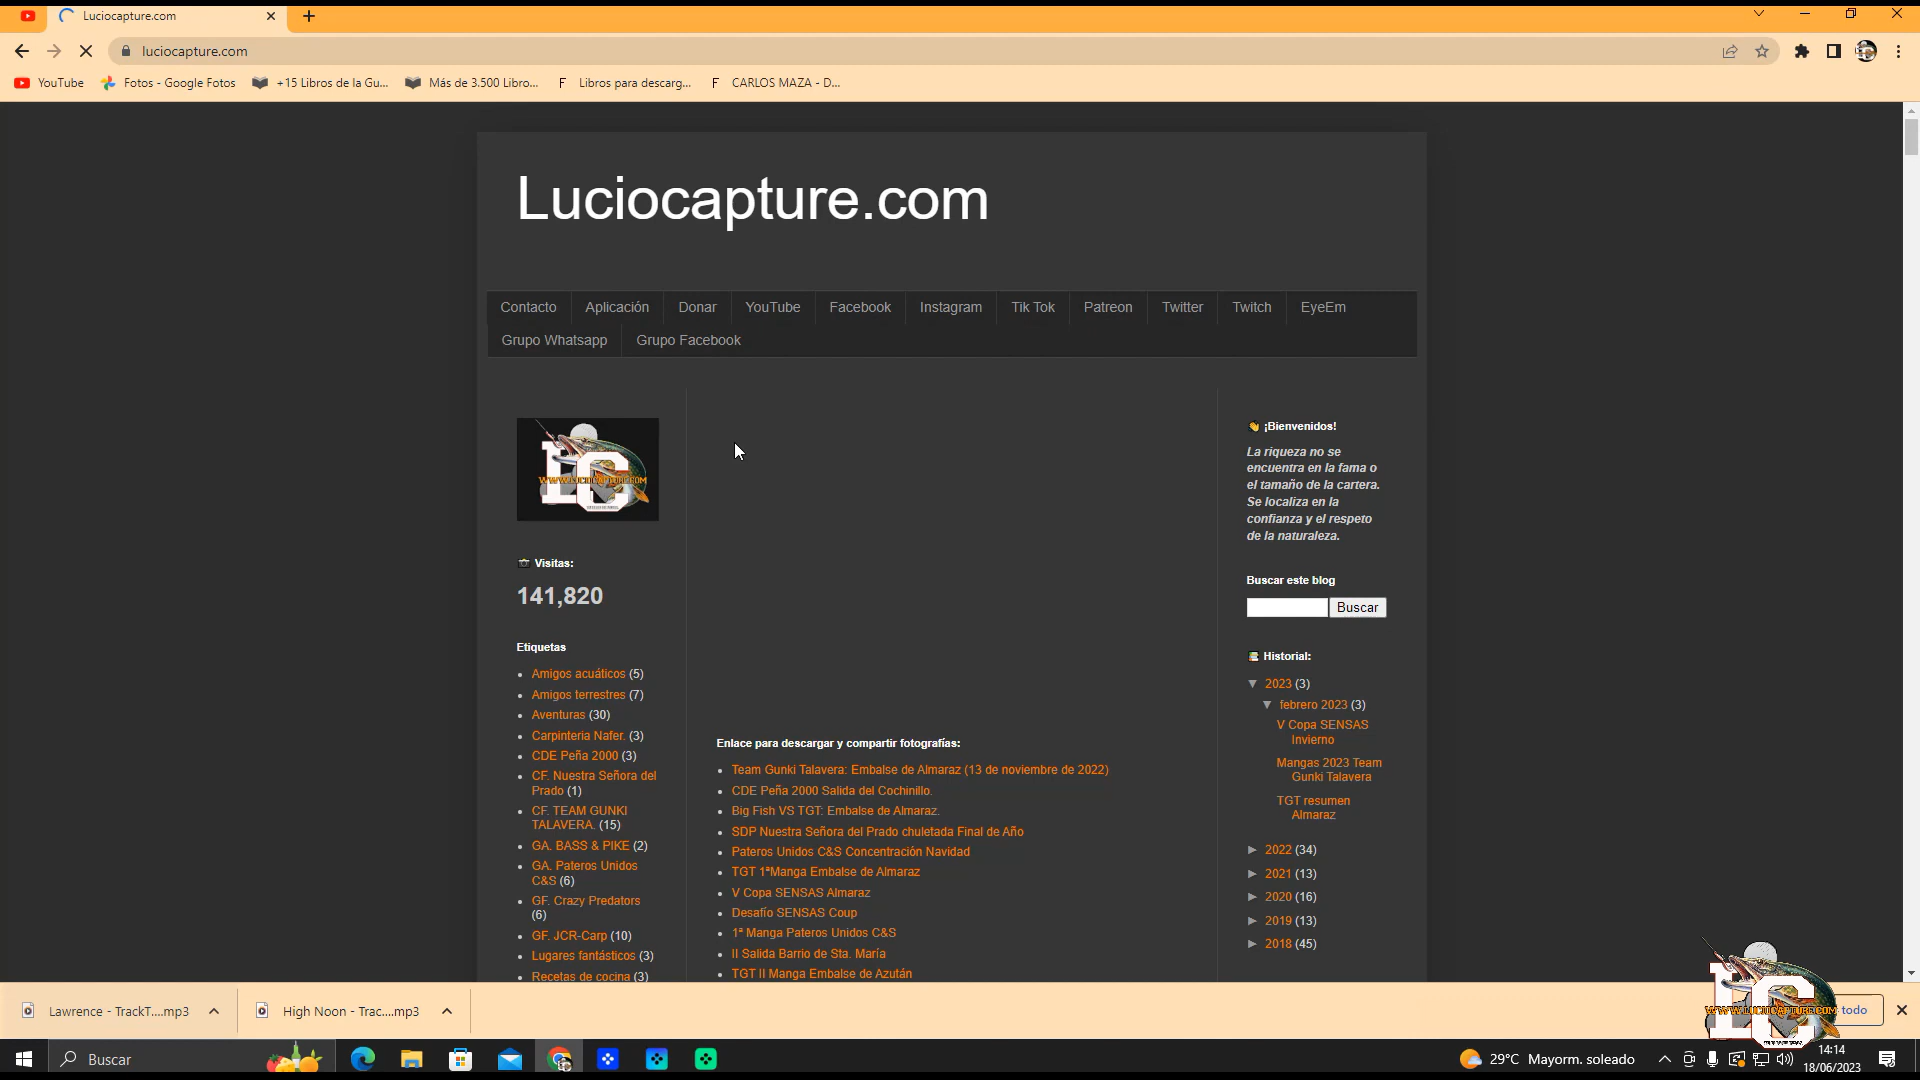 Luciocapture.com
luciocapture.com
YouTube
Fotos - Google Fotos
+15 Libros de la Gu...
Más de 3.500 Libro...
Libros para descarg...
CARLOS MAZA - D...
Luciocapture.com
Contacto
Aplicación
Donar
YouTube
Facebook
Instagram
Tik Tok
Patreon
Twitter
Twitch
EyeEm
Grupo Whatsapp
Grupo Facebook
LC
WWW.LUCIOCAPTURE.COM
Visitas:
141,820
Etiquetas
Amigos acuáticos (5)
Amigos terrestres (7)
Aventuras (30)
Carpinteria Nafer. (3)
CDE Peña 2000 (3)
CF. Nuestra Señora del
Prado (1)
CF. TEAM GUNKI
TALAVERA. (15)
GA. BASS & PIKE (2)
GA. Pateros Unidos
C&S (6)
GF. Crazy Predators
(6)
GF. JCR-Carp (10)
Lugares fantásticos (3)
Recetas de cocina (3)
Enlace para descargar y compartir fotografías:
Team Gunki Talavera: Embalse de Almaraz (13 de noviembre de 2022)
CDE Peña 2000 Salida del Cochinillo.
Big Fish VS TGT: Embalse de Almaraz.
SDP Nuestra Señora del Prado chuletada Final de Año
Pateros Unidos C&S Concentración Navidad
TGT 1ªManga Embalse de Almaraz
V Copa SENSAS Almaraz
Desafío SENSAS Coup
1ª Manga Pateros Unidos C&S
II Salida Barrio de Sta. María
TGT II Manga Embalse de Azután
¡Bienvenidos!
La riqueza no se
encuentra en la fama o
el tamaño de la cartera.
Se localiza en la
confianza y el respeto
de la naturaleza.
Buscar este blog
Buscar
Historial:
2023 (3)
febrero 2023 (3)
V Copa SENSAS
Invierno
Mangas 2023 Team
Gunki Talavera
TGT resumen
Almaraz
2022 (34)
2021 (13)
2020 (16)
2019 (13)
2018 (45)
Lawrence - TrackT....mp3
High Noon - Trac....mp3
todo
LC
WWW.LUCIOCAPTURE.COM
Buscar
29°C Mayorm. soleado
14:14
18/06/2023